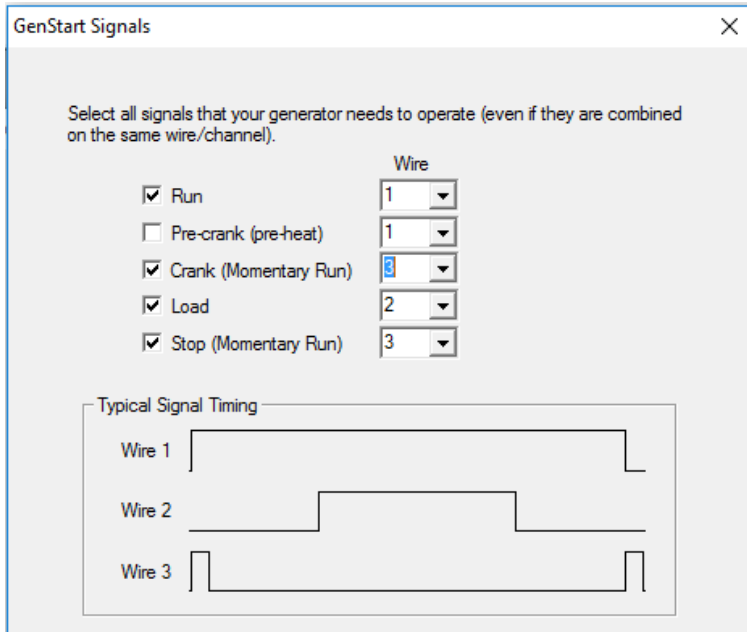 GenStart Signals
Select all signals that your generator needs to operate (even if they are combined
on the same wire/channel).
Wire
Run 1
Pre-crank (pre-heat) 1
Crank (Momentary Run) 3
Load 2
Stop (Momentary Run) 3
Typical Signal Timing
Wire 1
Wire 2
Wire 3